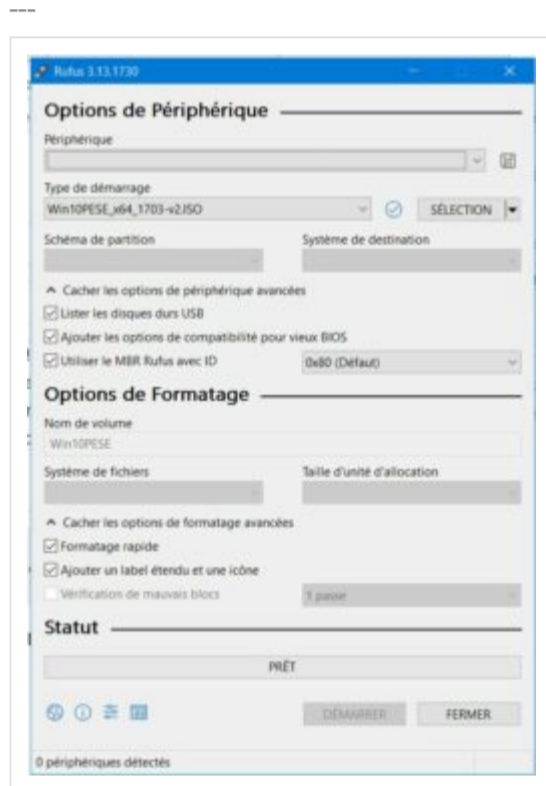 ---
Rufus 3.13.1730
Options de Périphérique
Périphérique
Type de démarrage
Win10PESE_x64_1703-v2.ISO
SÉLECTION
Schéma de partition
Système de destination
Cacher les options de périphérique avancées
Lister les disques durs USB
Ajouter les options de compatibilité pour vieux BIOS
Utiliser le MBR Rufus avec ID
0x80 (Défaut)
Options de Formatage
Nom de volume
Win10PESE
Système de fichiers
Taille d'unité d'allocation
Cacher les options de formatage avancées
Formatage rapide
Ajouter un label étendu et une icône
Vérification de mauvais blocs
1 passe
Statut
PRÊT
DÉMARRER
FERMER
0 périphériques détectés